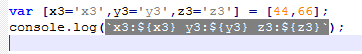 var [x3='x3',y3='y3',z3='z3'] = [44,66];
console.log(`x3:${x3} y3:${y3} z3:${z3}`);